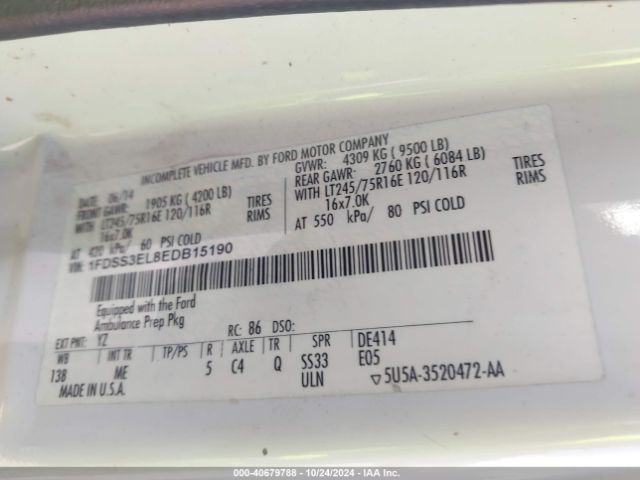 INCOMPLETE VEHICLE MFD. BY FORD MOTOR COMPANY
DATE: 06/14
GVWR: 4309 KG ( 9500 LB)
FRONT GAWR: 1905 KG ( 4200 LB)
REAR GAWR: 2760 KG ( 6084 LB)
WITH LT245/75R16E 120/116R TIRES
16x7.0K RIMS
AT 420 kPa/ 60 PSI COLD
WITH LT245/75R16E 120/116R TIRES
16x7.0K RIMS
AT 550 kPa/ 80 PSI COLD
VIN: 1FDSS3EL8EDB15190
Equipped with the Ford
Ambulance Prep Pkg
EXT PNT: YZ RC: 86 DSO:
WB INT TR TP/PS R AXLE TR SPR DE414
138 ME 5 C4 Q SS33 E05
ULN
MADE IN U.S.A. ▽5U5A-3520472-AA
000-40679788 - 10/24/2024 - IAA Inc.